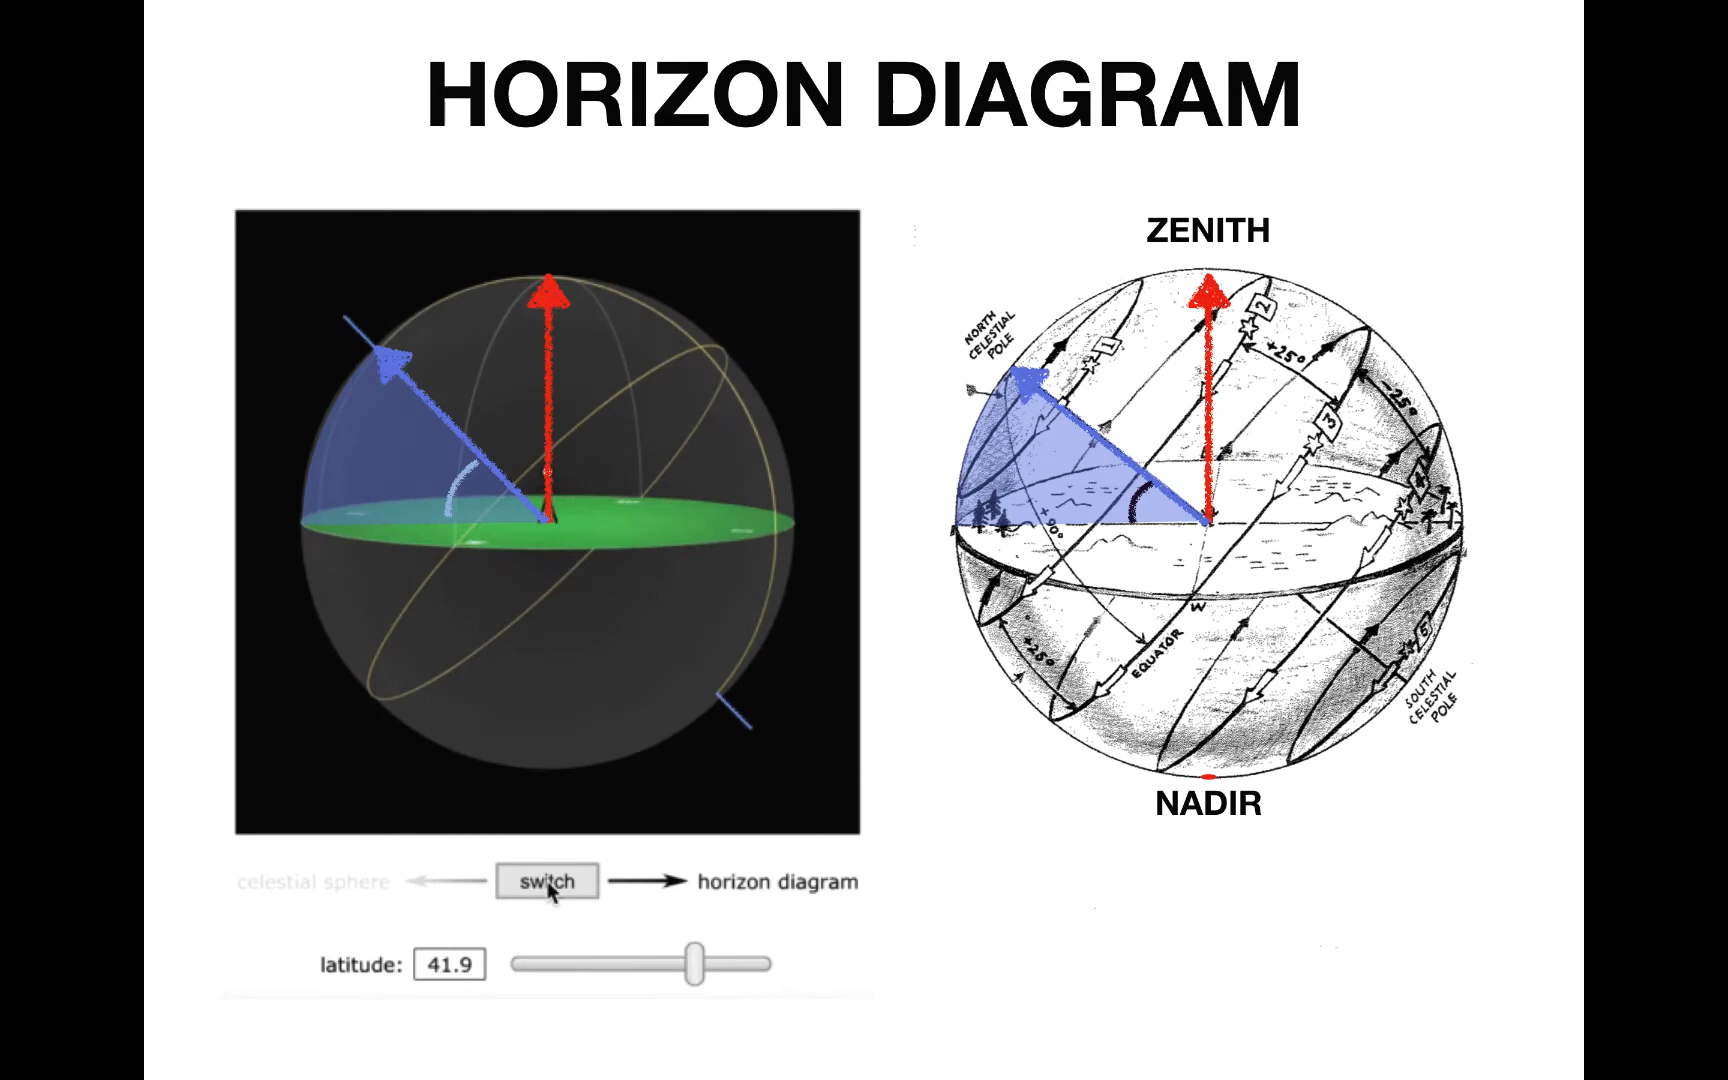 HORIZON DIAGRAM
celestial sphere
switch
horizon diagram
latitude:
41.9
ZENITH
NORTH
CELESTIAL
POLE
1
2
+25°
3
-25°
4
+90°
W
+25°
EQUATOR
5
SOUTH
CELESTIAL
POLE
NADIR